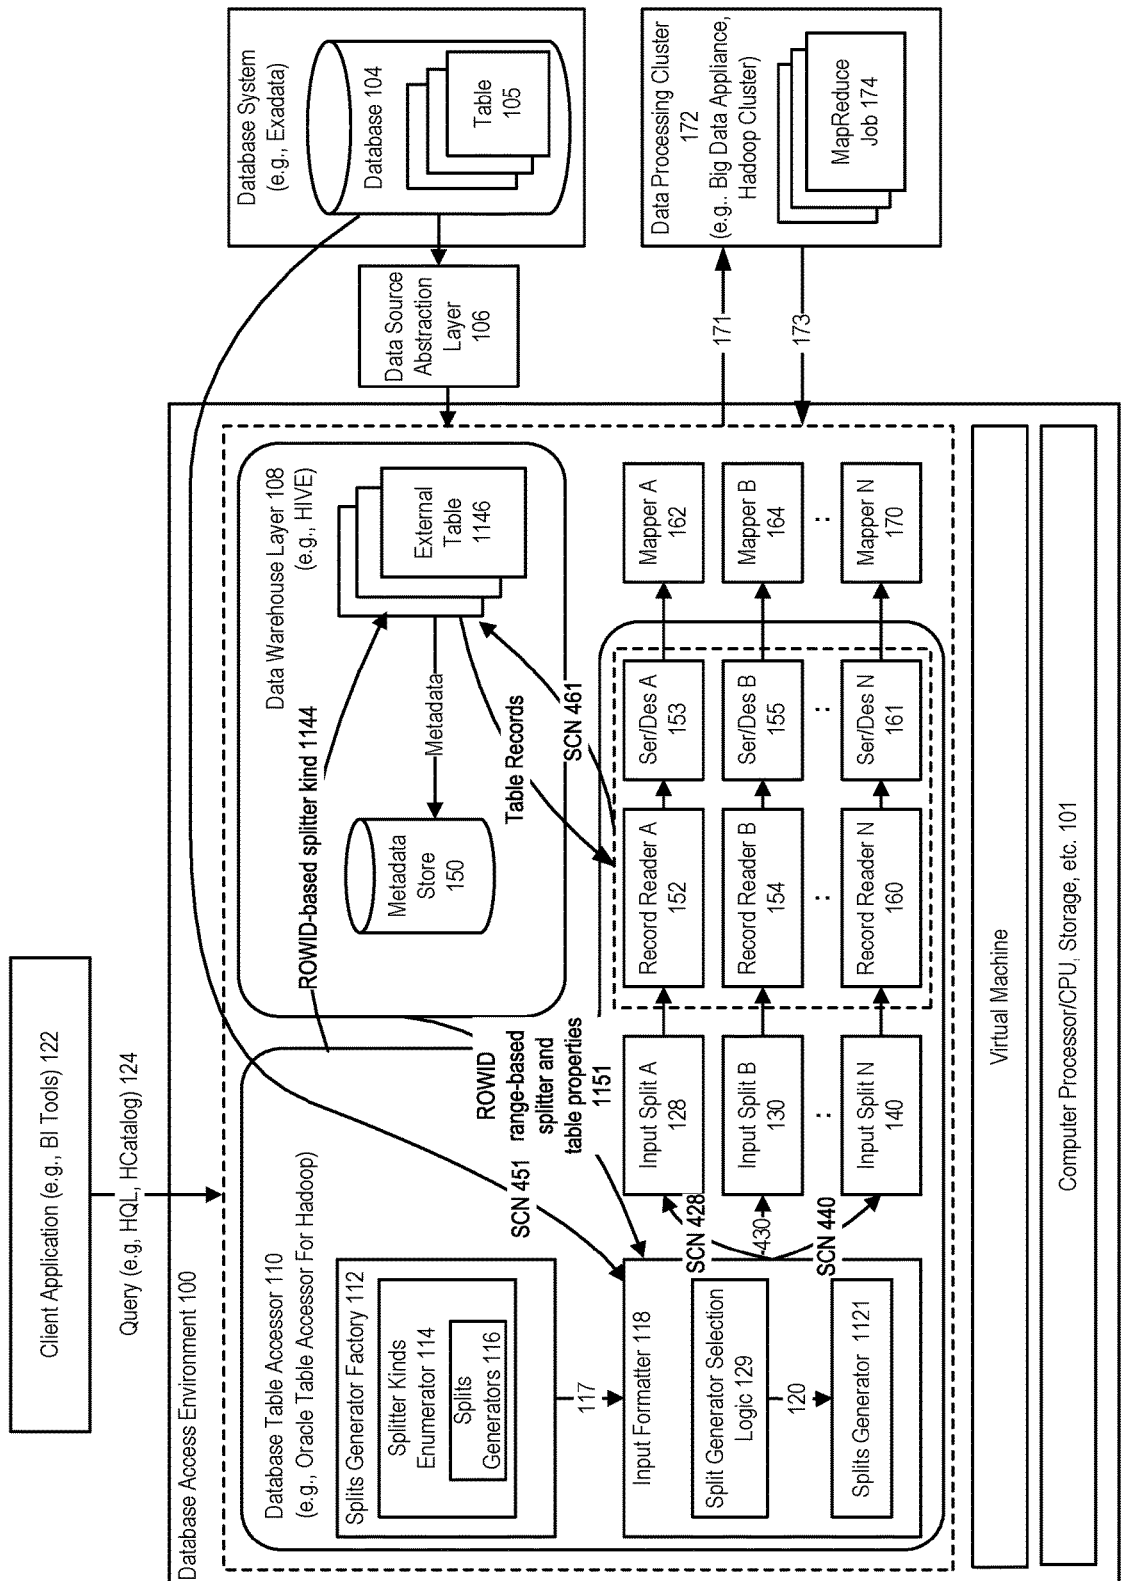 Client Application (e.g., BI Tools) 122
Query (e.g, HQL, HCatalog) 124
Database Access Environment 100
Database Table Accessor 110
(e.g., Oracle Table Accessor For Hadoop)
Splits Generator Factory 112
Splitter Kinds
Enumerator 114
Splits
Generators 116
117
Input Formatter 118
Split Generator Selection
Logic 129
120
Splits Generator 1121
SCN 451
ROWID-based splitter kind 1144
ROWID
range-based
splitter and
table properties
1151
SCN 428
430
SCN 440
Data Warehouse Layer 108
(e.g., HIVE)
Metadata
Store
150
Metadata
External
Table
1146
Table Records
SCN 461
Input Split A
128
Input Split B
130
:
Input Split N
140
Record Reader A
152
Record Reader B
154
:
Record Reader N
160
Ser/Des A
153
Ser/Des B
155
:
Ser/Des N
161
Mapper A
162
Mapper B
164
:
Mapper N
170
Data Source
Abstraction
Layer
106
Database System
(e.g., Exadata)
Database 104
Table
105
171
173
Data Processing Cluster
172
(e.g.. Big Data Appliance,
Hadoop Cluster)
MapReduce
Job 174
Virtual Machine
Computer Processor/CPU, Storage, etc. 101